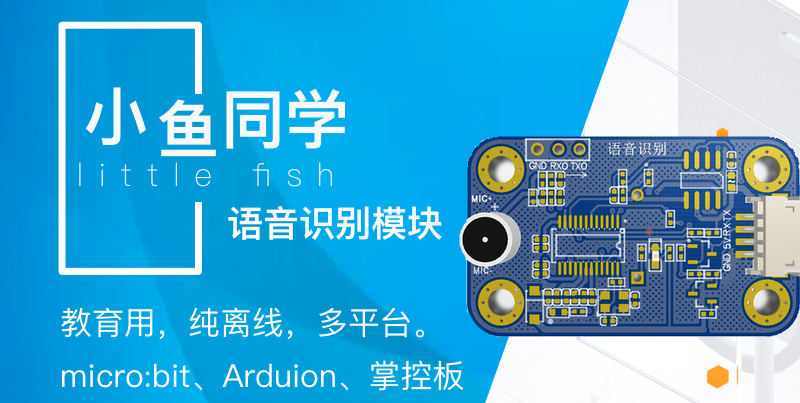 小鱼同学
little fish
语音识别模块
教育用，纯离线，多平台。
micro:bit、Arduion、掌控板
语音识别
GND RXO TXO
MIC+
+
MIC-
GND 5V RX TX